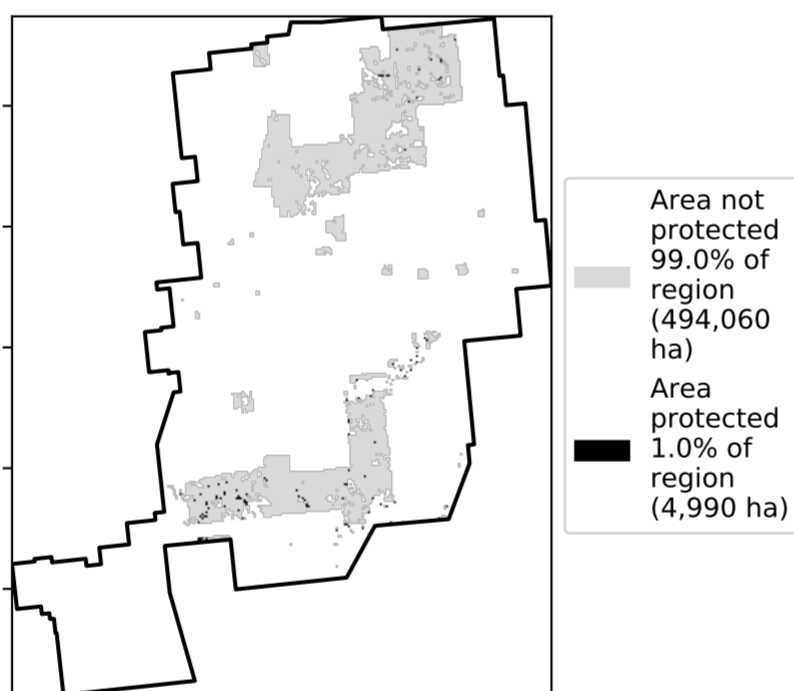 Area not
protected
99.0% of
region
(494,060
ha)
Area
protected
1.0% of
region
(4,990 ha)